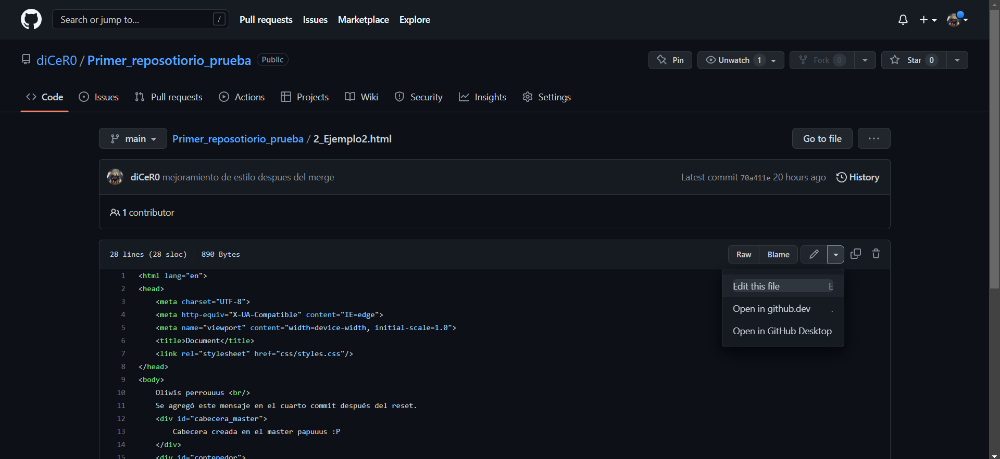 Search or jump to... /
Pull requests Issues Marketplace Explore
diCeR0 / Primer_reposotiorio_prueba Public
Pin Unwatch 1 Fork 0 Star 0
Code Issues Pull requests Actions Projects Wiki Security Insights Settings
main Primer_reposotiorio_prueba / 2_Ejemplo2.html Go to file ...
diCeR0 mejoramiento de estilo despues del merge Latest commit 70a411e 20 hours ago History
1 contributor
28 lines (28 sloc) 890 Bytes Raw Blame
Edit this file E
Open in github.dev .
Open in GitHub Desktop
1 <html lang="en">
2 <head>
3 <meta charset="UTF-8">
4 <meta http-equiv="X-UA-Compatible" content="IE=edge">
5 <meta name="viewport" content="width=device-width, initial-scale=1.0">
6 <title>Document</title>
7 <link rel="stylesheet" href="css/styles.css"/>
8 </head>
9 <body>
10 Oliwis perrouuus <br/>
11 Se agregó este mensaje en el cuarto commit después del reset.
12 <div id="cabecera_master">
13 Cabecera creada en el master papuuus :P
14 </div>
15 <div id="contenedor">